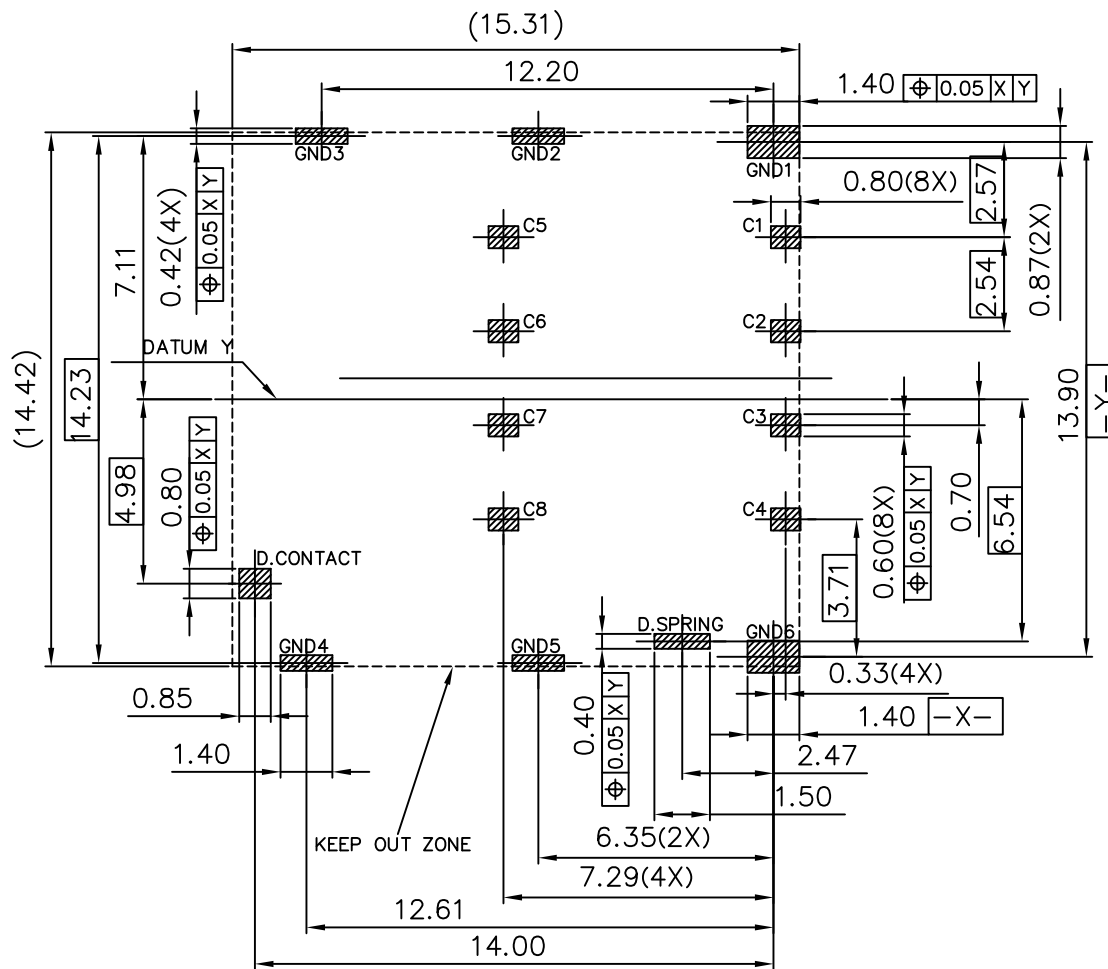 (15.31)
12.20
1.40 ⌖ 0.05 X Y
GND3
GND2
GND1
0.80(8X)
2.57
0.87(2X)
C5
C1
0.42(4X)
⌖ 0.05 X Y
7.11
2.54
C6
C2
DATUM Y
(14.42)
14.23
13.90
-Y-
C7
C3
4.98
0.80
⌖ 0.05 X Y
0.70
6.54
0.60(8X)
⌖ 0.05 X Y
C8
C4
3.71
D.CONTACT
D.SPRING
GND6
GND4
GND5
0.33(4X)
0.85
0.40
⌖ 0.05 X Y
1.40 -X-
1.40
2.47
1.50
KEEP OUT ZONE
6.35(2X)
7.29(4X)
12.61
14.00